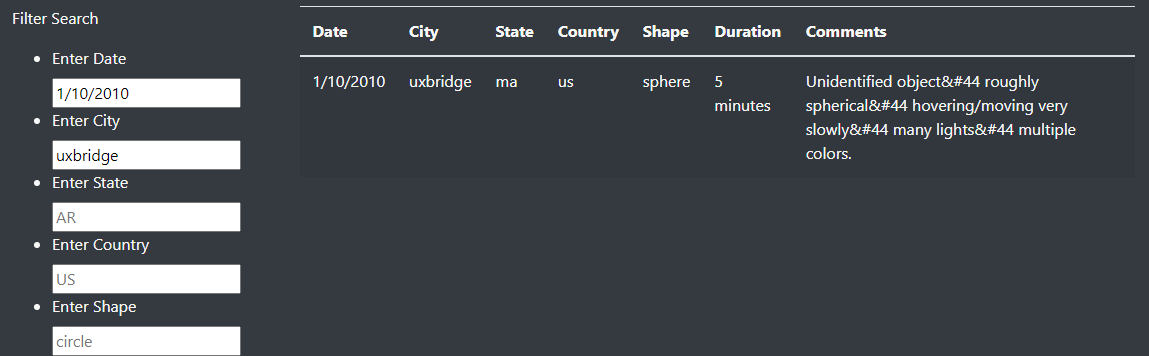 Filter Search
Enter Date
1/10/2010
Enter City
uxbridge
Enter State
AR
Enter Country
US
Enter Shape
circle
Date City State Country Shape Duration Comments
1/10/2010 uxbridge ma us sphere 5 minutes
Unidentified object&#44 roughly
spherical&#44 hovering/moving very
slowly&#44 many lights&#44 multiple
colors.